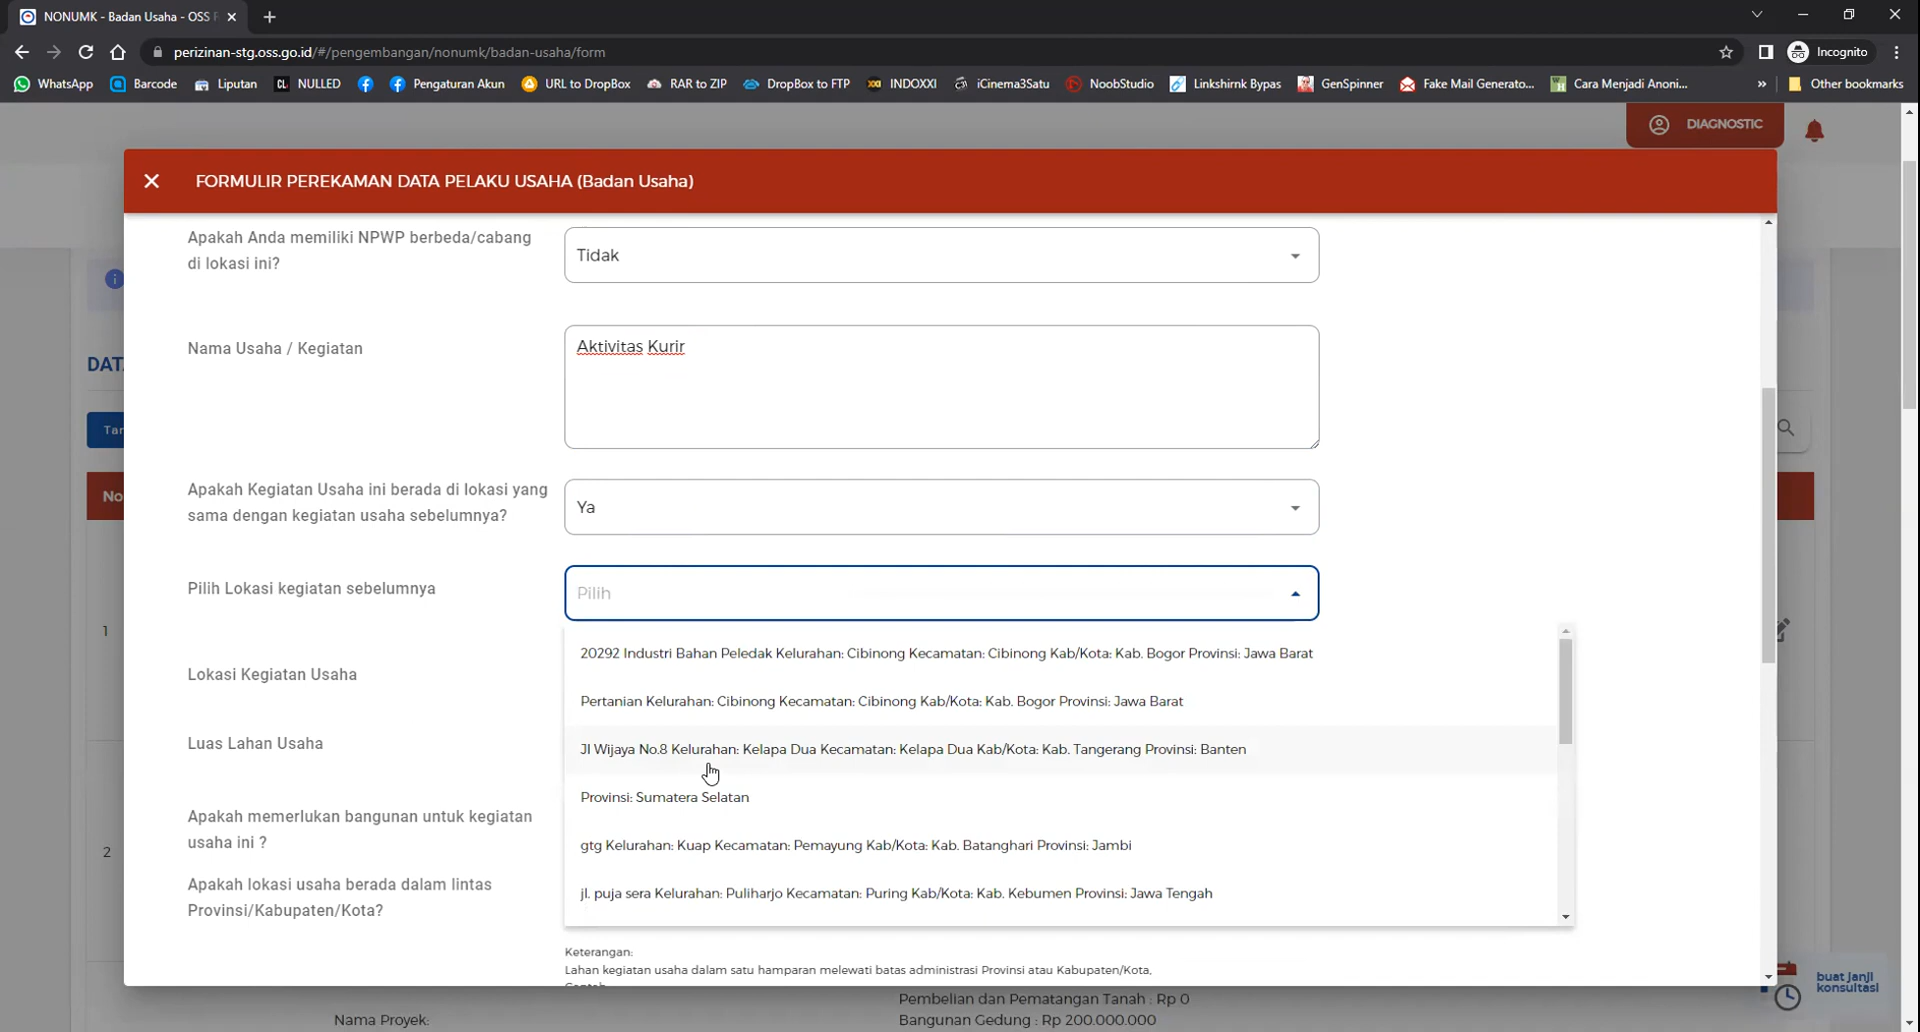 NONUMK - Badan Usaha - OSS
perizinan-stg.oss.go.id/#/pengembangan/nonumk/badan-usaha/form
Incognito
WhatsApp
Barcode
Liputan
CL NULLED
Pengaturan Akun
URL to DropBox
RAR to ZIP
DropBox to FTP
INDOXXI
iCinema3Satu
NoobStudio
Linkshirnk Bypas
GenSpinner
Fake Mail Generato...
Cara Menjadi Anoni...
»
Other bookmarks
DIAGNOSTIC
FORMULIR PEREKAMAN DATA PELAKU USAHA (Badan Usaha)
Apakah Anda memiliki NPWP berbeda/cabang
di lokasi ini?
Tidak
Nama Usaha / Kegiatan
Aktivitas Kurir
DATA
Tar
No
Apakah Kegiatan Usaha ini berada di lokasi yang
sama dengan kegiatan usaha sebelumnya?
Ya
Pilih Lokasi kegiatan sebelumnya
Pilih
1
20292 Industri Bahan Peledak Kelurahan: Cibinong Kecamatan: Cibinong Kab/Kota: Kab. Bogor Provinsi: Jawa Barat
Lokasi Kegiatan Usaha
Pertanian Kelurahan: Cibinong Kecamatan: Cibinong Kab/Kota: Kab. Bogor Provinsi: Jawa Barat
Luas Lahan Usaha
Jl Wijaya No.8 Kelurahan: Kelapa Dua Kecamatan: Kelapa Dua Kab/Kota: Kab. Tangerang Provinsi: Banten
Provinsi: Sumatera Selatan
Apakah memerlukan bangunan untuk kegiatan
usaha ini ?
2
gtg Kelurahan: Kuap Kecamatan: Pemayung Kab/Kota: Kab. Batanghari Provinsi: Jambi
Apakah lokasi usaha berada dalam lintas
Provinsi/Kabupaten/Kota?
jl. puja sera Kelurahan: Puliharjo Kecamatan: Puring Kab/Kota: Kab. Kebumen Provinsi: Jawa Tengah
Keterangan:
Lahan kegiatan usaha dalam satu hamparan melewati batas administrasi Provinsi atau Kabupaten/Kota,
buat janji
konsultasi
Pembelian dan Pematangan Tanah : Rp 0
Nama Proyek:
Bangunan Gedung : Rp 200.000.000